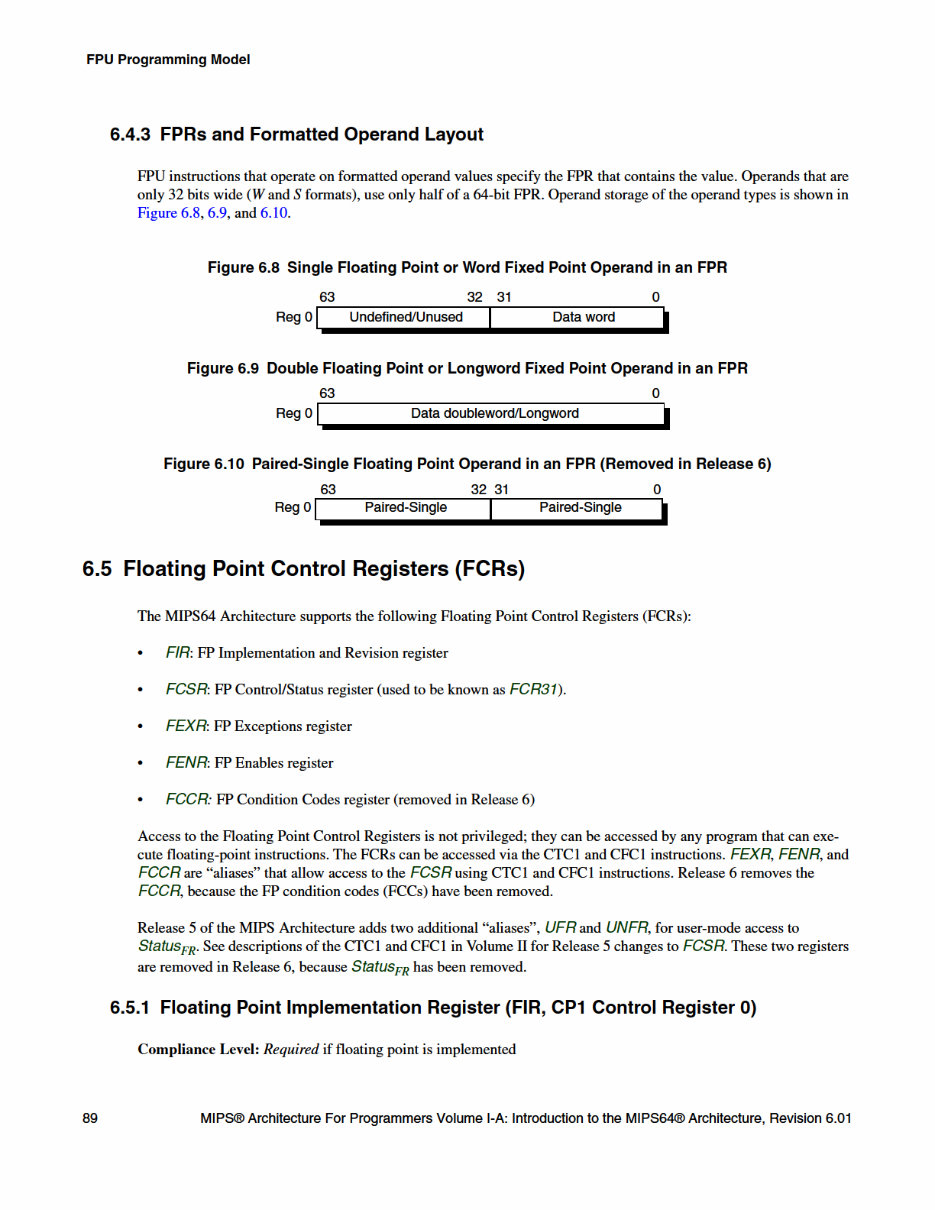 FPU Programming Model
6.4.3 FPRs and Formatted Operand Layout
FPU instructions that operate on formatted operand values specify the FPR that contains the value. Operands that are
only 32 bits wide (W and S formats), use only half of a 64-bit FPR. Operand storage of the operand types is shown in
Figure 6.8, 6.9, and 6.10.
Figure 6.8 Single Floating Point or Word Fixed Point Operand in an FPR
63 32 31 0
Reg 0 Undefined/Unused Data word
Figure 6.9 Double Floating Point or Longword Fixed Point Operand in an FPR
63 0
Reg 0 Data doubleword/Longword
Figure 6.10 Paired-Single Floating Point Operand in an FPR (Removed in Release 6)
63 32 31 0
Reg 0 Paired-Single Paired-Single
6.5 Floating Point Control Registers (FCRs)
The MIPS64 Architecture supports the following Floating Point Control Registers (FCRs):
• FIR: FP Implementation and Revision register
• FCSR: FP Control/Status register (used to be known as FCR31).
• FEXR: FP Exceptions register
• FENR: FP Enables register
• FCCR: FP Condition Codes register (removed in Release 6)
Access to the Floating Point Control Registers is not privileged; they can be accessed by any program that can exe-
cute floating-point instructions. The FCRs can be accessed via the CTC1 and CFC1 instructions. FEXR, FENR, and
FCCR are “aliases” that allow access to the FCSR using CTC1 and CFC1 instructions. Release 6 removes the
FCCR, because the FP condition codes (FCCs) have been removed.
Release 5 of the MIPS Architecture adds two additional “aliases”, UFR and UNFR, for user-mode access to
StatusFR. See descriptions of the CTC1 and CFC1 in Volume II for Release 5 changes to FCSR. These two registers
are removed in Release 6, because StatusFR has been removed.
6.5.1 Floating Point Implementation Register (FIR, CP1 Control Register 0)
Compliance Level: Required if floating point is implemented
89 MIPS® Architecture For Programmers Volume I-A: Introduction to the MIPS64® Architecture, Revision 6.01